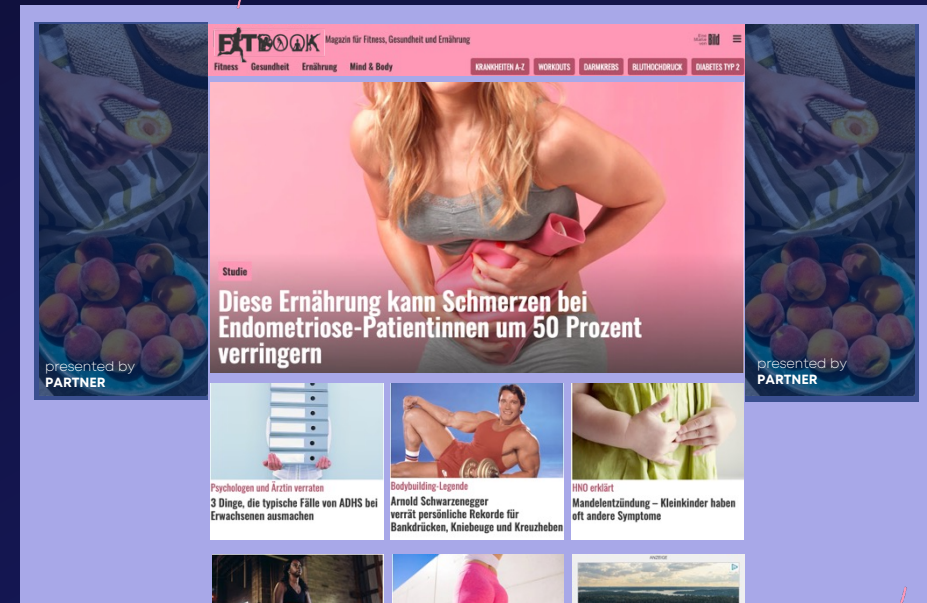 FITBOOK
Magazin für Fitness, Gesundheit und Ernährung
Bild
Fitness Gesundheit Ernährung Mind & Body
KRANKHEITEN A-Z WORKOUTS DARMKREBS BLUTHOCHDRUCK DIABETES TYP 2
Studie
Diese Ernährung kann Schmerzen bei
Endometriose-Patientinnen um 50 Prozent
verringern
presented by
PARTNER
presented by
PARTNER
Psychologen und Ärztin verraten
3 Dinge, die typische Fälle von ADHS bei
Erwachsenen ausmachen
Bodybuilding-Legende
Arnold Schwarzenegger
verrät persönliche Rekorde für
Bankdrücken, Kniebeuge und Kreuzheben
HNO erklärt
Mandelentzündung – Kleinkinder haben
oft andere Symptome